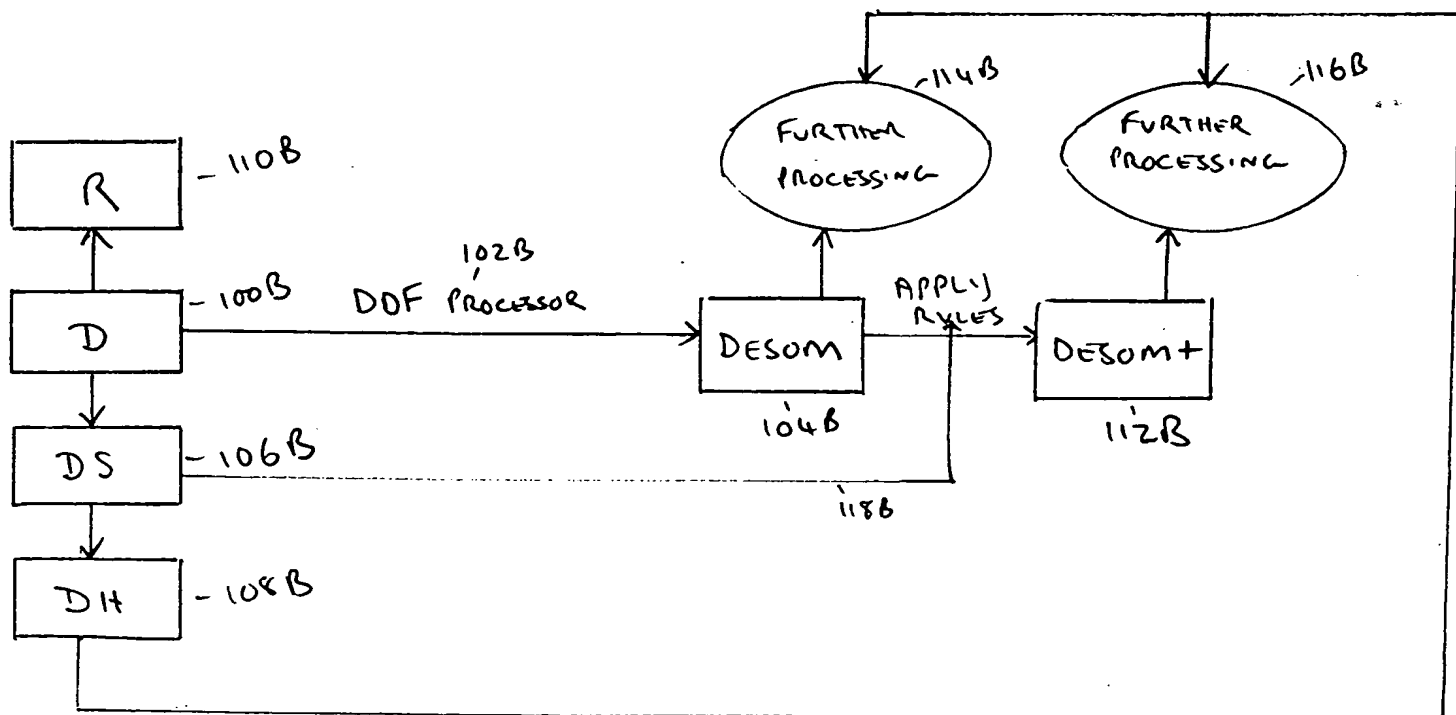 -114B
-116B
FURTHER
PROCESSING
FURTHER
PROCESSING
R
-110B
102B
D
-100B
DOF PROCESSOR
APPLY
RULES
DESOM
DESOM+
104B
112B
DS
-106B
118B
DH
-108B